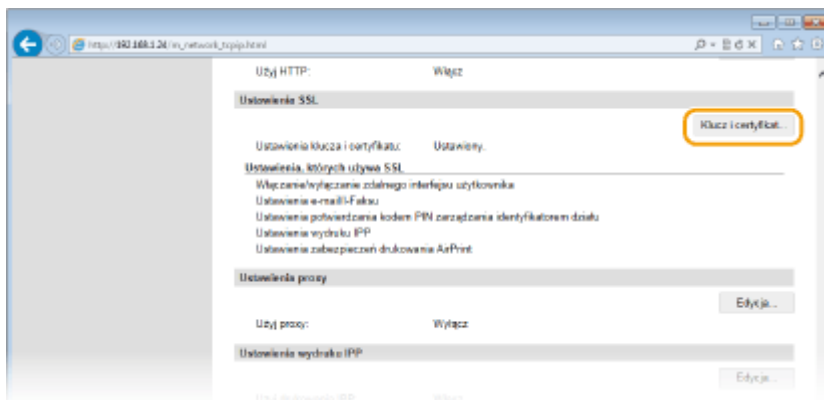 http://192.168.1.24/m_network_tcpip.html
Użyj HTTP: Włącz
Ustawienia SSL
Klucz i certyfikat...
Ustawienia klucza i certyfikatu: Ustawiony.
Ustawienia, których używa SSL
Włączanie/wyłączanie zdalnego interfejsu użytkownika
Ustawienia e-mail/I-Faksu
Ustawienia potwierdzania kodem PIN zarządzania identyfikatorem działu
Ustawienia wydruku IPP
Ustawienia zabezpieczeń drukowania AirPrint
Ustawienia proxy
Edycja...
Użyj proxy: Wyłącz
Ustawienia wydruku IPP
Edycja...